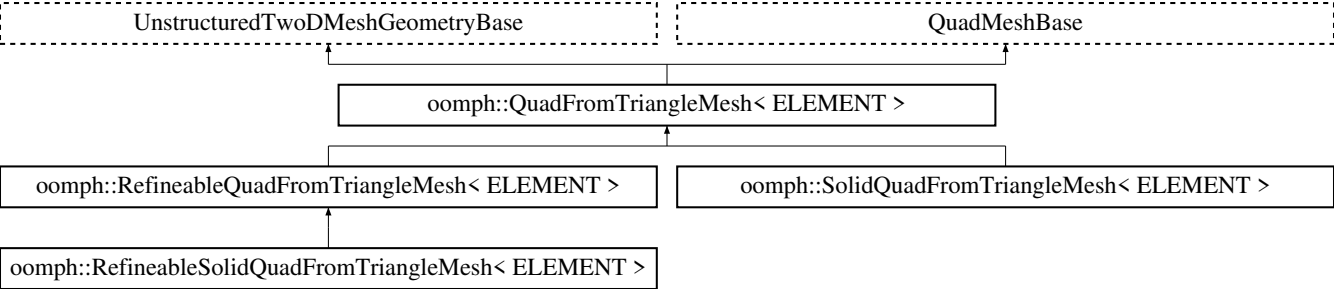 UnstructuredTwoDMeshGeometryBase
QuadMeshBase
oomph::QuadFromTriangleMesh< ELEMENT >
oomph::RefineableQuadFromTriangleMesh< ELEMENT >
oomph::SolidQuadFromTriangleMesh< ELEMENT >
oomph::RefineableSolidQuadFromTriangleMesh< ELEMENT >